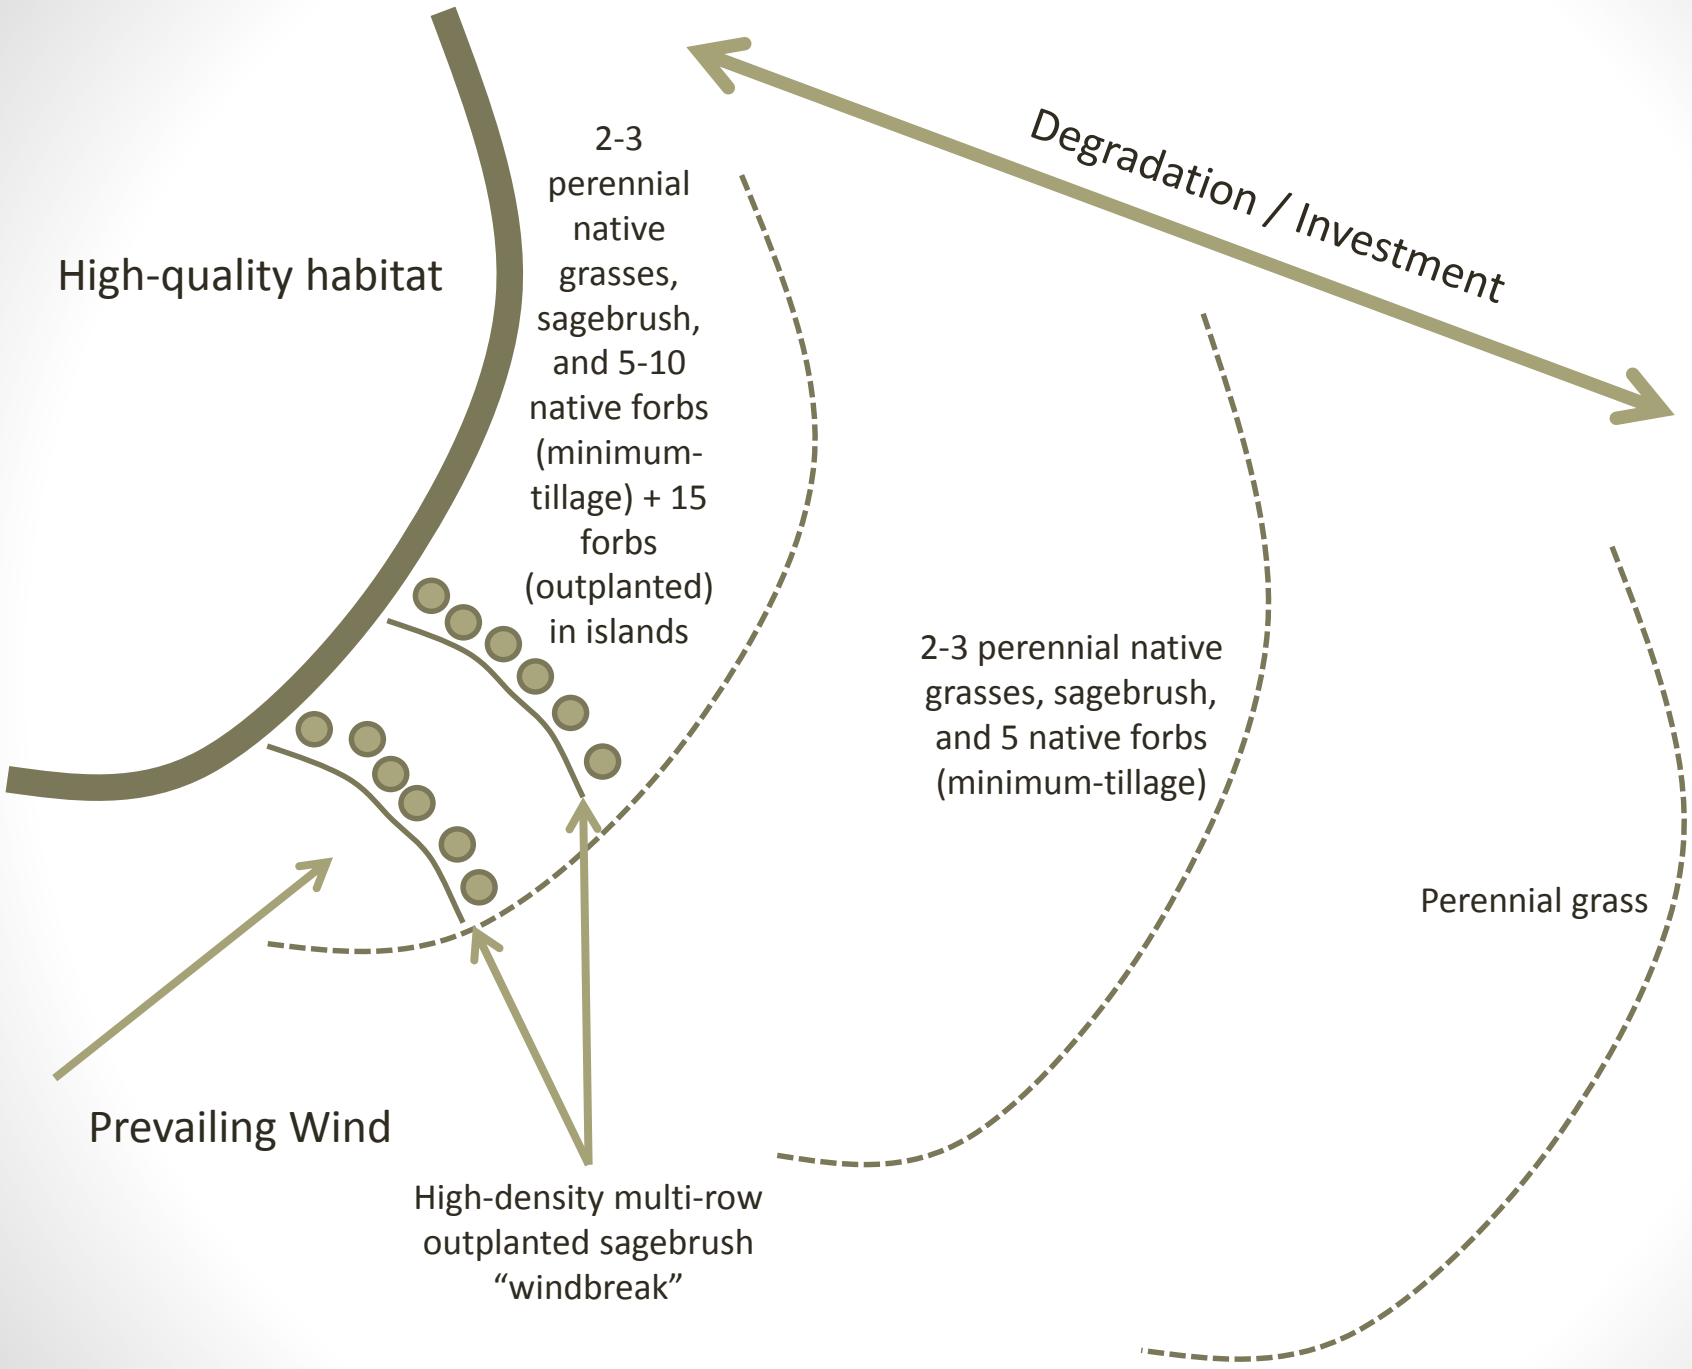 High-quality habitat
2-3
perennial
native
grasses,
sagebrush,
and 5-10
native forbs
(minimum-
tillage) + 15
forbs
(outplanted)
in islands
Degradation / Investment
2-3 perennial native
grasses, sagebrush,
and 5 native forbs
(minimum-tillage)
Perennial grass
Prevailing Wind
High-density multi-row
outplanted sagebrush
“windbreak”